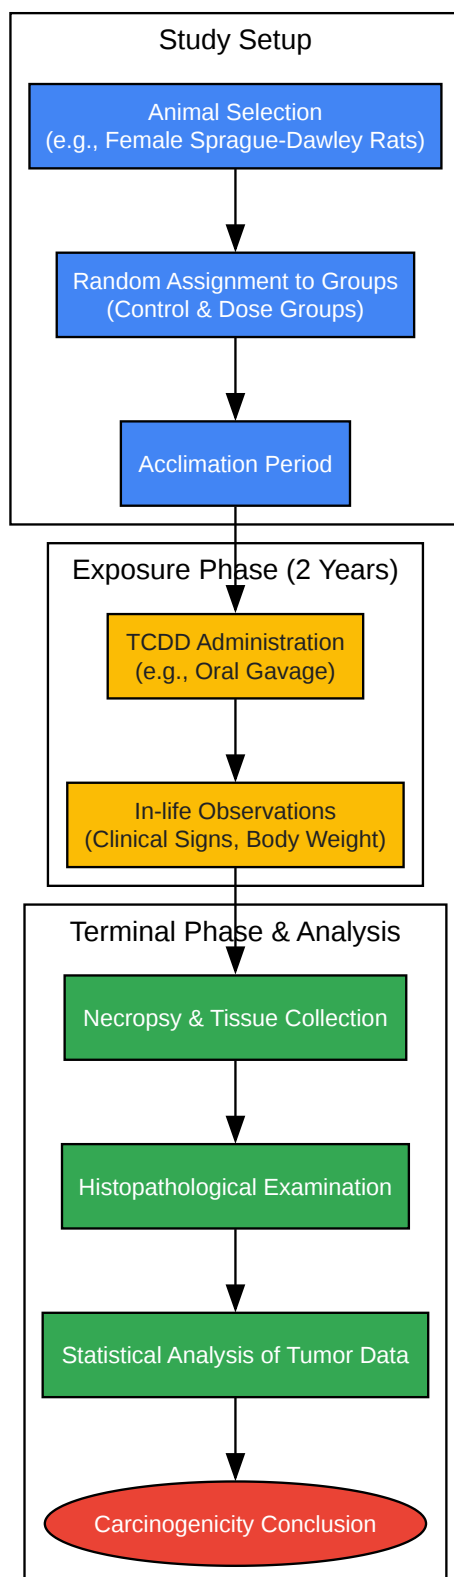 Study Setup
Animal Selection
(e.g., Female Sprague-Dawley Rats)
Random Assignment to Groups
(Control & Dose Groups)
Acclimation Period
Exposure Phase (2 Years)
TCDD Administration
(e.g., Oral Gavage)
In-life Observations
(Clinical Signs, Body Weight)
Terminal Phase & Analysis
Necropsy & Tissue Collection
Histopathological Examination
Statistical Analysis of Tumor Data
Carcinogenicity Conclusion